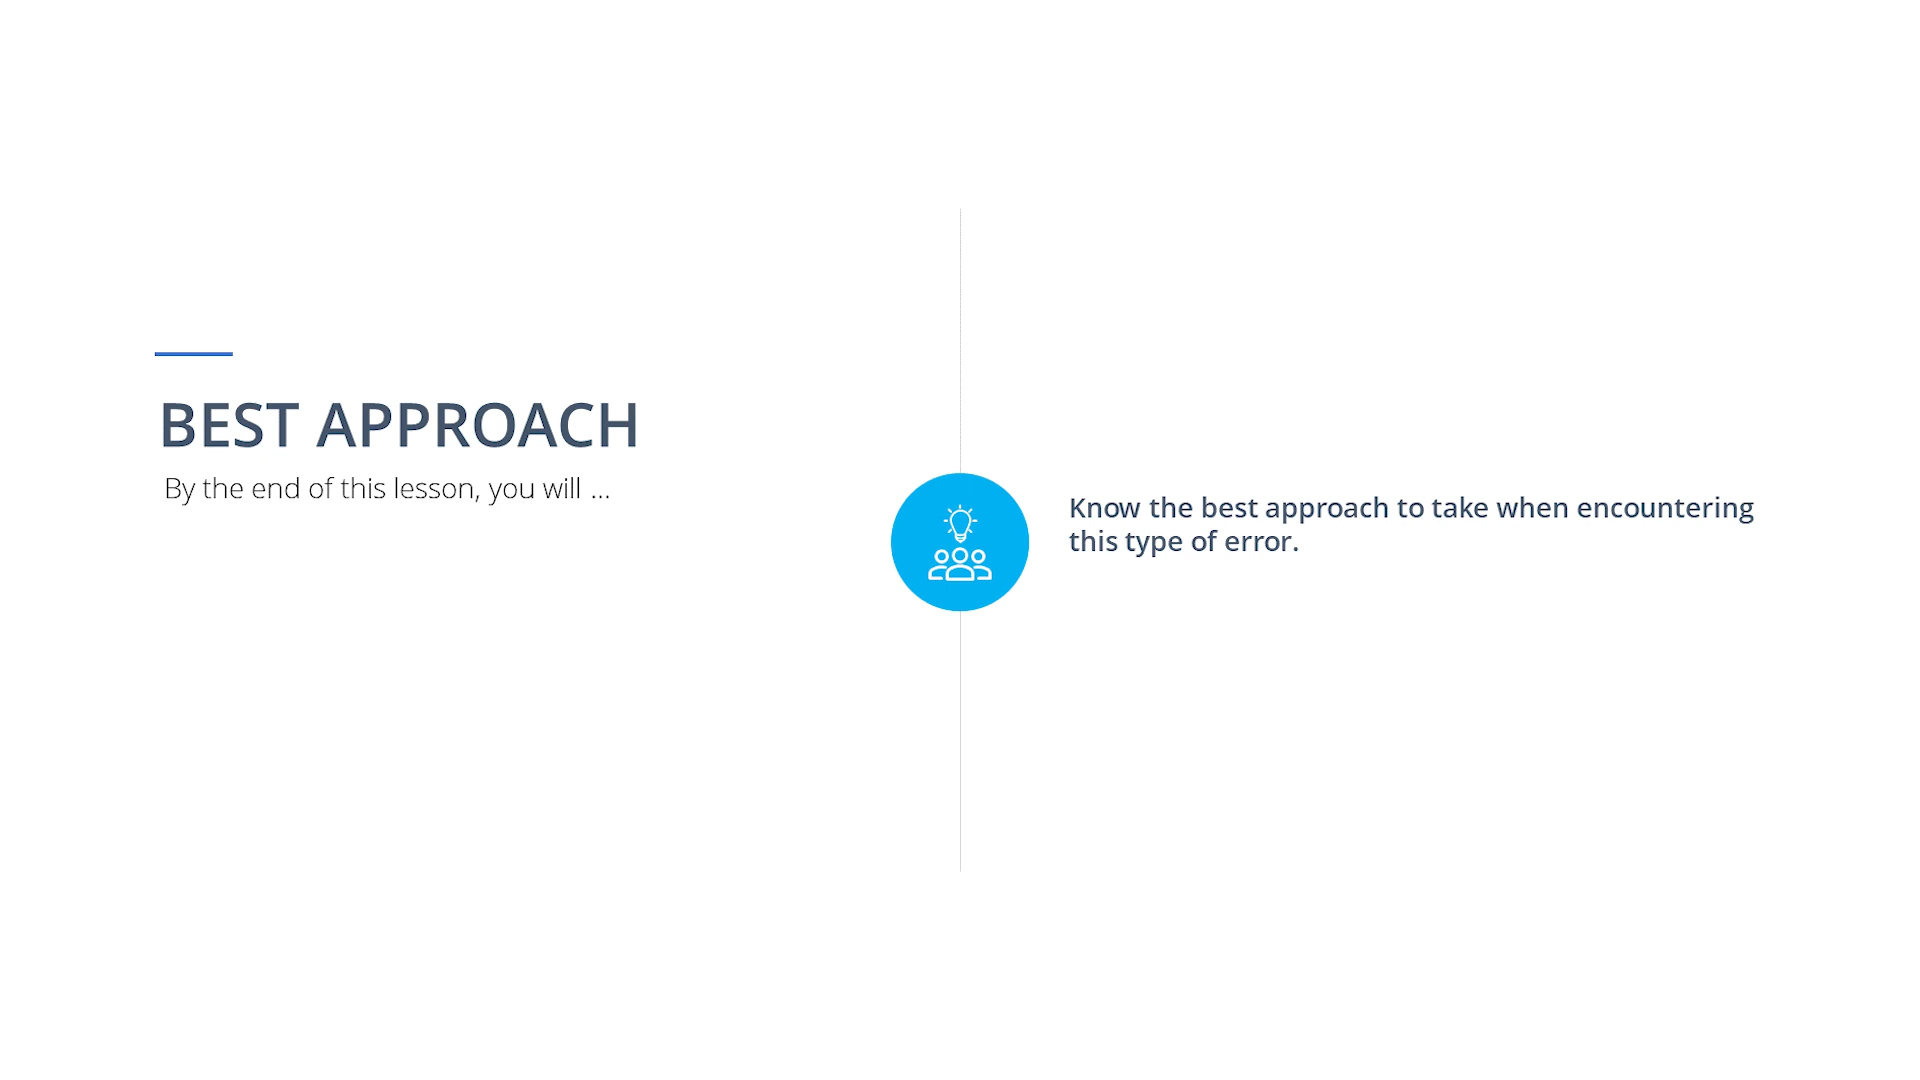 BEST APPROACH
By the end of this lesson, you will ...
Know the best approach to take when encountering
this type of error.